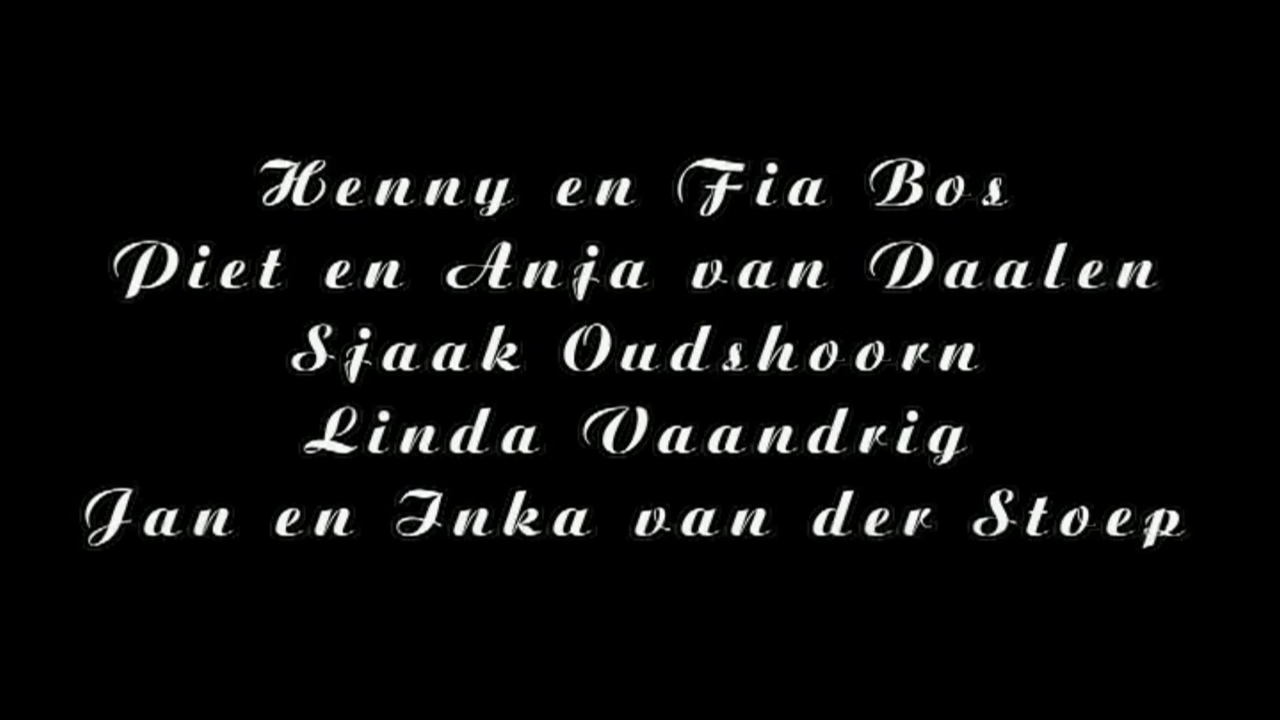 Henny en Fia Bos
Piet en Anja van Daalen
Sjaak Oudshoorn
Linda Vaandrig
Jan en Inka van der Stoep